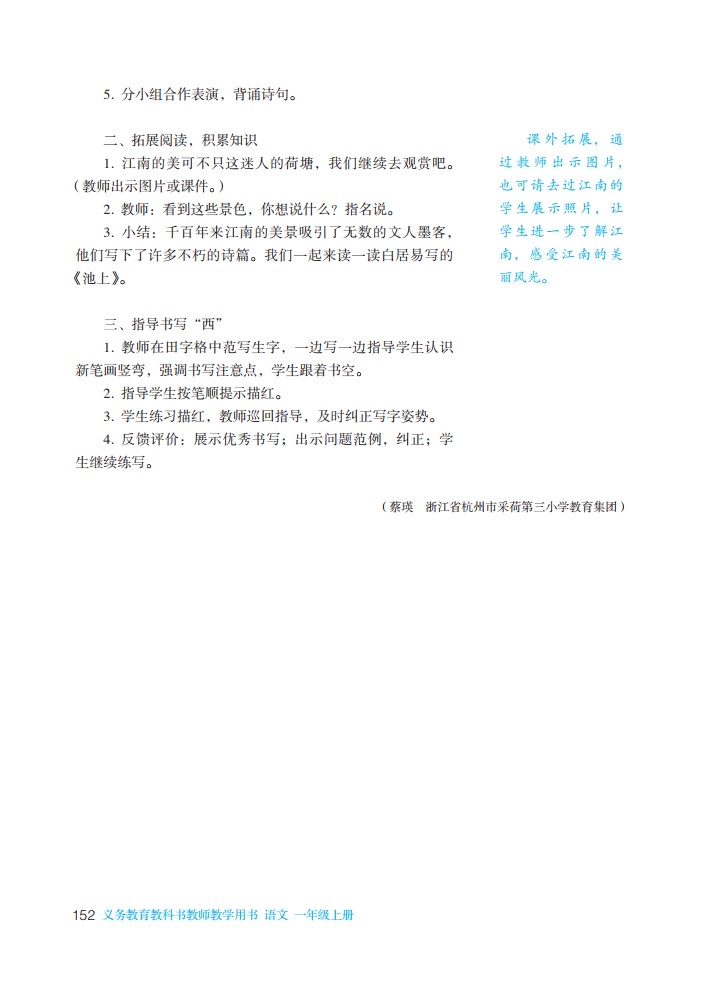 5. 分小组合作表演，背诵诗句。
二、拓展阅读，积累知识
1. 江南的美可不只这迷人的荷塘，我们继续去观赏吧。
（教师出示图片或课件。）
2. 教师：看到这些景色，你想说什么？指名说。
3. 小结：千百年来江南的美景吸引了无数的文人墨客，
他们写下了许多不朽的诗篇。我们一起来读一读白居易写的
《池上》。
三、指导书写“西”
1. 教师在田字格中范写生字，一边写一边指导学生认识
新笔画竖弯，强调书写注意点，学生跟着书空。
2. 指导学生按笔顺提示描红。
3. 学生练习描红，教师巡回指导，及时纠正写字姿势。
4. 反馈评价：展示优秀书写；出示问题范例，纠正；学
生继续练写。
课外拓展，通
过教师出示图片，
也可请去过江南的
学生展示照片，让
学生进一步了解江
南，感受江南的美
丽风光。
（蔡瑛　浙江省杭州市采荷第三小学教育集团）
152 义务教育教科书教师教学用书 语文 一年级上册